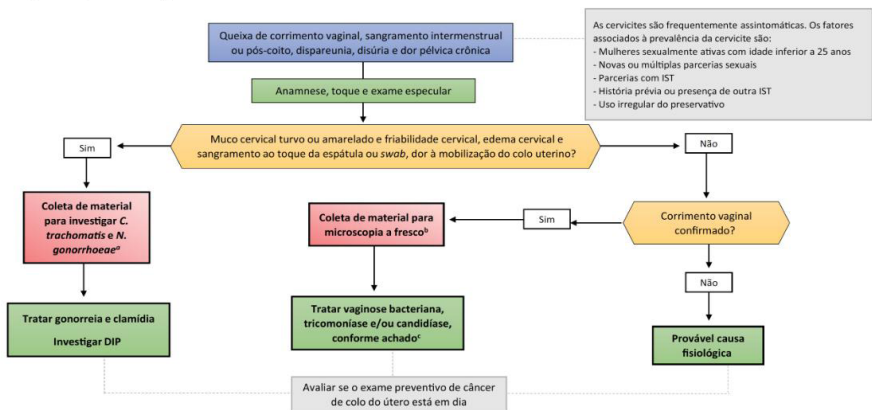 Queixa de corrimento vaginal, sangramento intermenstrual
ou pós-coito, dispareunia, disúria e dor pélvica crônica
As cervicites são frequentemente assintomáticas. Os fatores
associados à prevalência da cervicite são:
- Mulheres sexualmente ativas com idade inferior a 25 anos
- Novas ou múltiplas parcerias sexuais
- Parcerias com IST
- História prévia ou presença de outra IST
- Uso irregular do preservativo
Anamnese, toque e exame especular
Muco cervical turvo ou amarelado e friabilidade cervical, edema cervical e
sangramento ao toque da espátula ou swab, dor à mobilização do colo uterino?
Sim
Não
Coleta de material
para investigar C.
trachomatis e N.
gonorrhoeaeᵃ
Coleta de material para
microscopia a frescoᵇ
Sim
Corrimento vaginal
confirmado?
Não
Tratar gonorreia e clamídia
Investigar DIP
Tratar vaginose bacteriana,
tricomoníase e/ou candidíase,
conforme achadoᶜ
Provável causa
fisiológica
Avaliar se o exame preventivo de câncer
de colo do útero está em dia